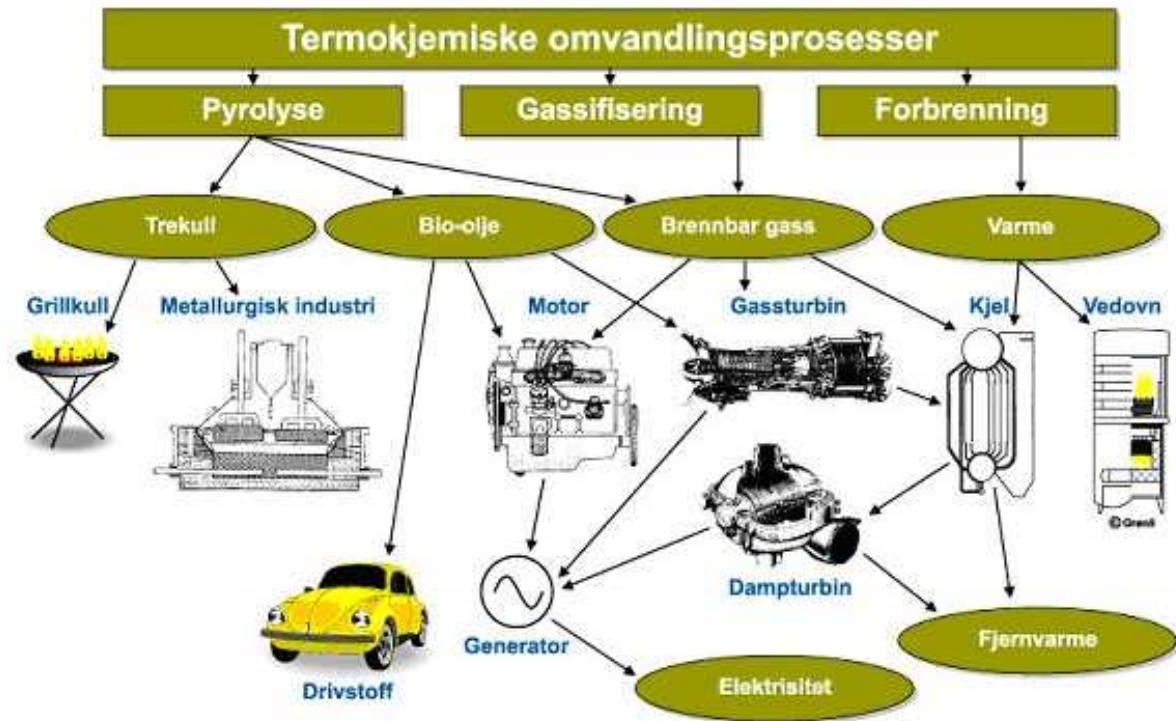 Termokjemiske omvandlingsprosesser
Pyrolyse
Gassifisering
Forbrenning
Trekull
Bio-olje
Brennbar gass
Varme
Grillkull
Metallurgisk industri
Motor
Gassturbin
Kjel
Vedovn
© Grønli
Dampturbin
Generator
Fjernvarme
Drivstoff
Elektrisitet